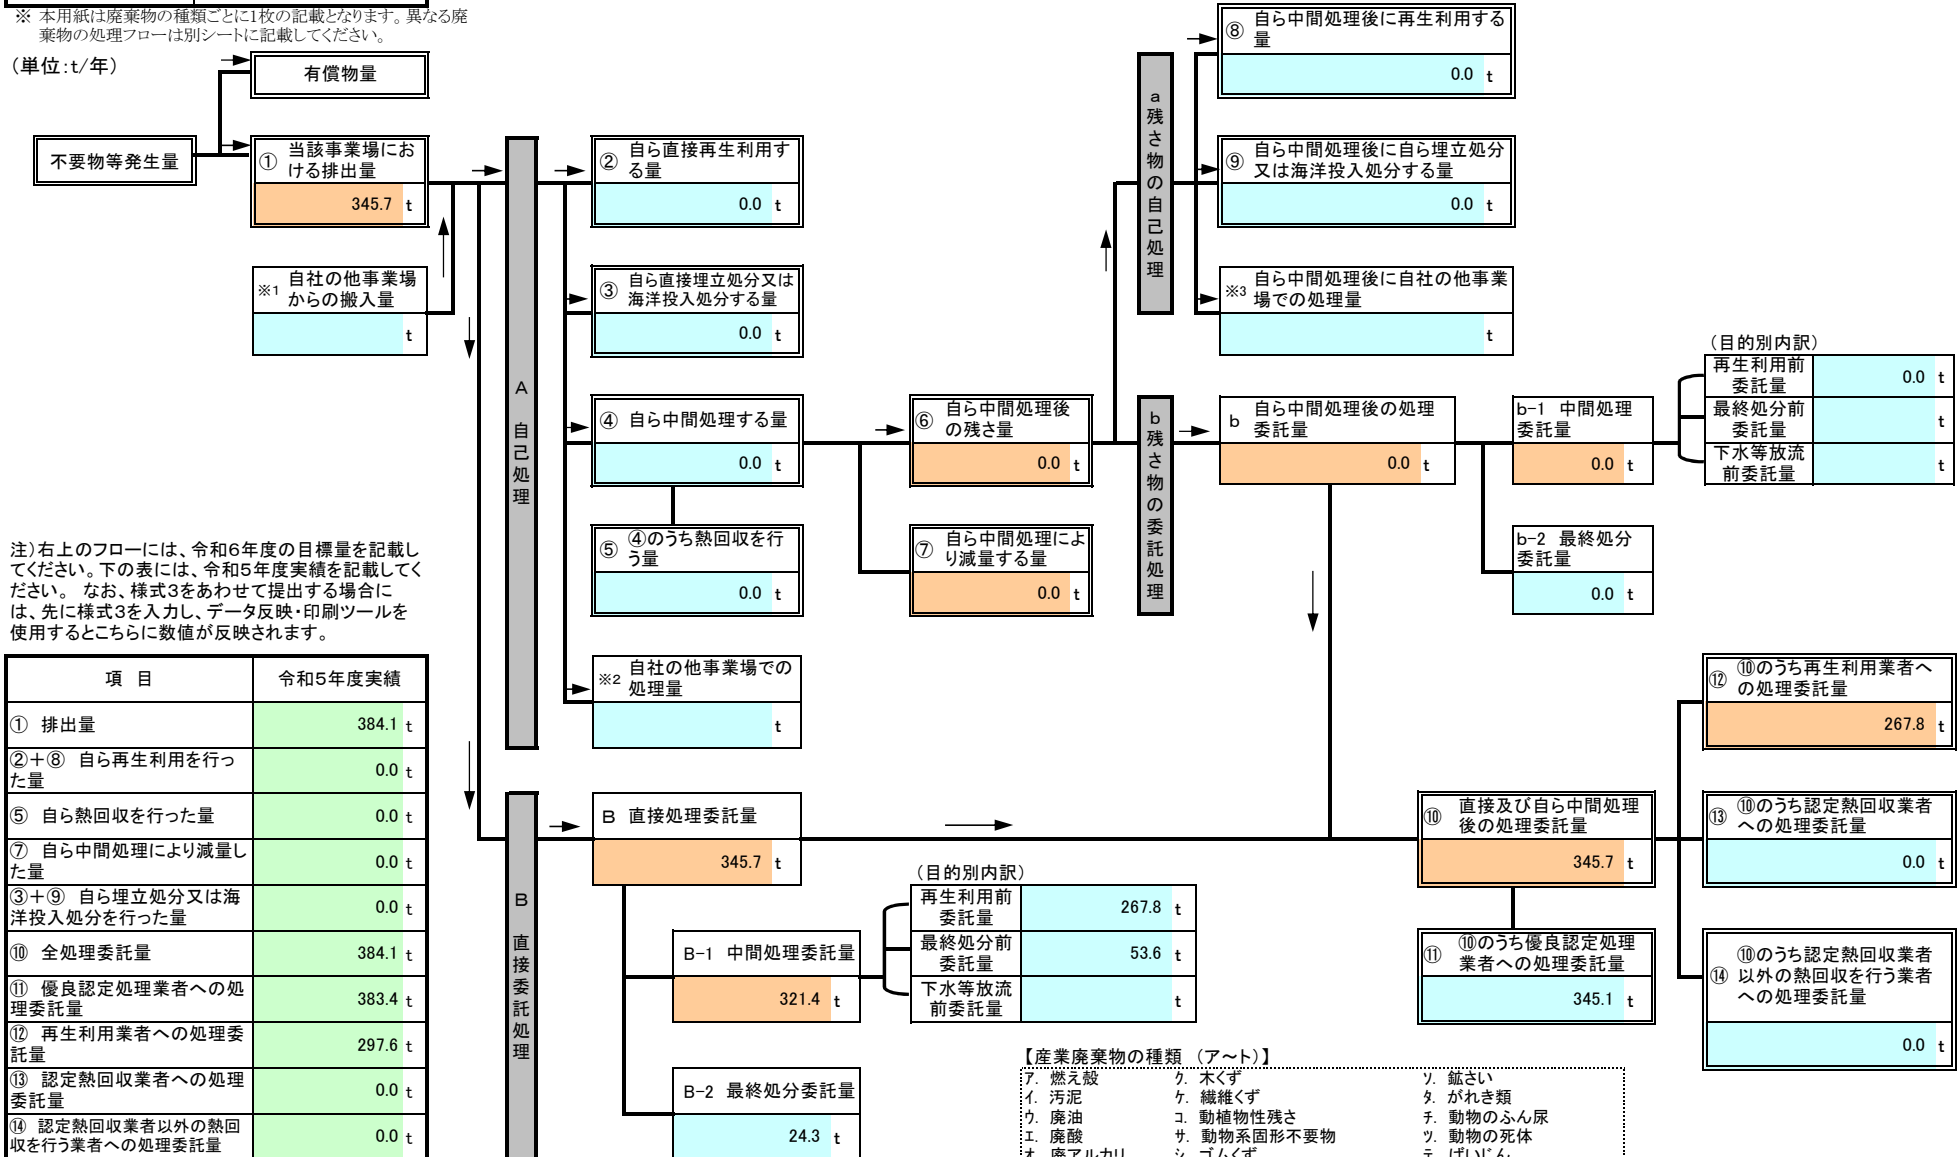 ※ 本用紙は廃棄物の種類ごとに1枚の記載となります。異なる廃
棄物の処理フローは別シートに記載してください。
(単位:t/年)
有償物量
不要物等発生量
① 当該事業場にお
ける排出量
345.7 t
※1 自社の他事業場
からの搬入量
t
A 自己処理
② 自ら直接再生利用す
る量
0.0 t
③ 自ら直接埋立処分又は
海洋投入処分する量
0.0 t
④ 自ら中間処理する量
0.0 t
⑤ ④のうち熱回収を行
う量
0.0 t
※2 自社の他事業場での
処理量
t
⑥ 自ら中間処理後
の残さ量
0.0 t
⑦ 自ら中間処理によ
り減量する量
0.0 t
a残さ物の自己処理
⑧ 自ら中間処理後に再生利用する
量
0.0 t
⑨ 自ら中間処理後に自ら埋立処分
又は海洋投入処分する量
0.0 t
※3 自ら中間処理後に自社の他事業
場での処理量
t
b残さ物の委託処理
b 自ら中間処理後の処理
委託量
0.0 t
b-1 中間処理
委託量
0.0 t
b-2 最終処分
委託量
0.0 t
(目的別内訳)
再生利用前
委託量
0.0 t
最終処分前
委託量
t
下水等放流
前委託量
t
注)右上のフローには、令和6年度の目標量を記載し
てください。下の表には、令和5年度実績を記載してく
ださい。 なお、様式3をあわせて提出する場合に
は、先に様式3を入力し、データ反映・印刷ツールを
使用するとこちらに数値が反映されます。
項 目 令和5年度実績
① 排出量 384.1 t
②+⑧ 自ら再生利用を行っ
た量
0.0 t
⑤ 自ら熱回収を行った量 0.0 t
⑦ 自ら中間処理により減量し
た量
0.0 t
③+⑨ 自ら埋立処分又は海
洋投入処分を行った量
0.0 t
⑩ 全処理委託量 384.1 t
⑪ 優良認定処理業者への処
理委託量
383.4 t
⑫ 再生利用業者への処理委
託量
297.6 t
⑬ 認定熱回収業者への処理
委託量
0.0 t
⑭ 認定熱回収業者以外の熱回
収を行う業者への処理委託量
0.0 t
B 直接委託処理
B 直接処理委託量
345.7 t
B-1 中間処理委託量
321.4 t
B-2 最終処分委託量
24.3 t
(目的別内訳)
再生利用前
委託量
267.8 t
最終処分前
委託量
53.6 t
下水等放流
前委託量
t
⑩ 直接及び自ら中間処理
後の処理委託量
345.7 t
⑪ ⑩のうち優良認定処理
業者への処理委託量
345.1 t
⑫ ⑩のうち再生利用業者へ
の処理委託量
267.8 t
⑬ ⑩のうち認定熱回収業者
への処理委託量
0.0 t
⑭ ⑩のうち認定熱回収業者
以外の熱回収を行う業者
への処理委託量
0.0 t
【産業廃棄物の種類 (ア~ト)】
ア. 燃え殻 ク. 木くず ソ. 鉱さい
イ. 汚泥 ケ. 繊維くず タ. がれき類
ウ. 廃油 コ. 動植物性残さ チ. 動物のふん尿
エ. 廃酸 サ. 動物系固形不要物 ツ. 動物の死体
オ. 廃アルカリ シ. ゴムくず テ. ばいじん